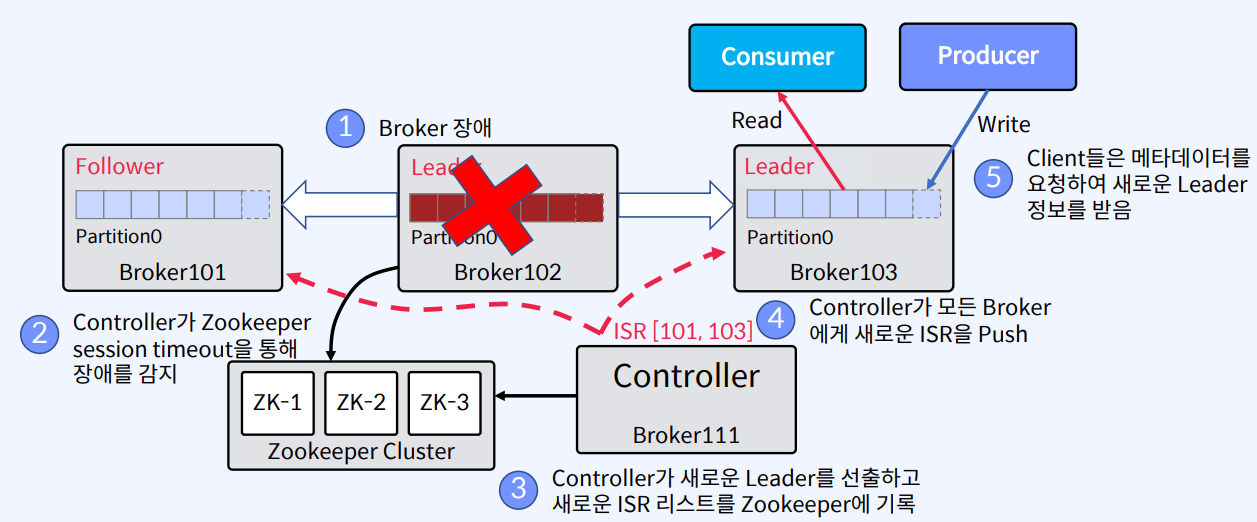 Consumer
Producer
Read
Write
1
Broker 장애
Follower
Partition0
Broker101
Leader
Partition0
Broker102
Leader
Partition0
Broker103
5
Client들은 메타데이터를
요청하여 새로운 Leader
정보를 받음
2
Controller가 Zookeeper
session timeout을 통해
장애를 감지
ISR [101, 103]
4
Controller가 모든 Broker
에게 새로운 ISR을 Push
ZK-1
ZK-2
ZK-3
Zookeeper Cluster
Controller
Broker111
3
Controller가 새로운 Leader를 선출하고
새로운 ISR 리스트를 Zookeeper에 기록